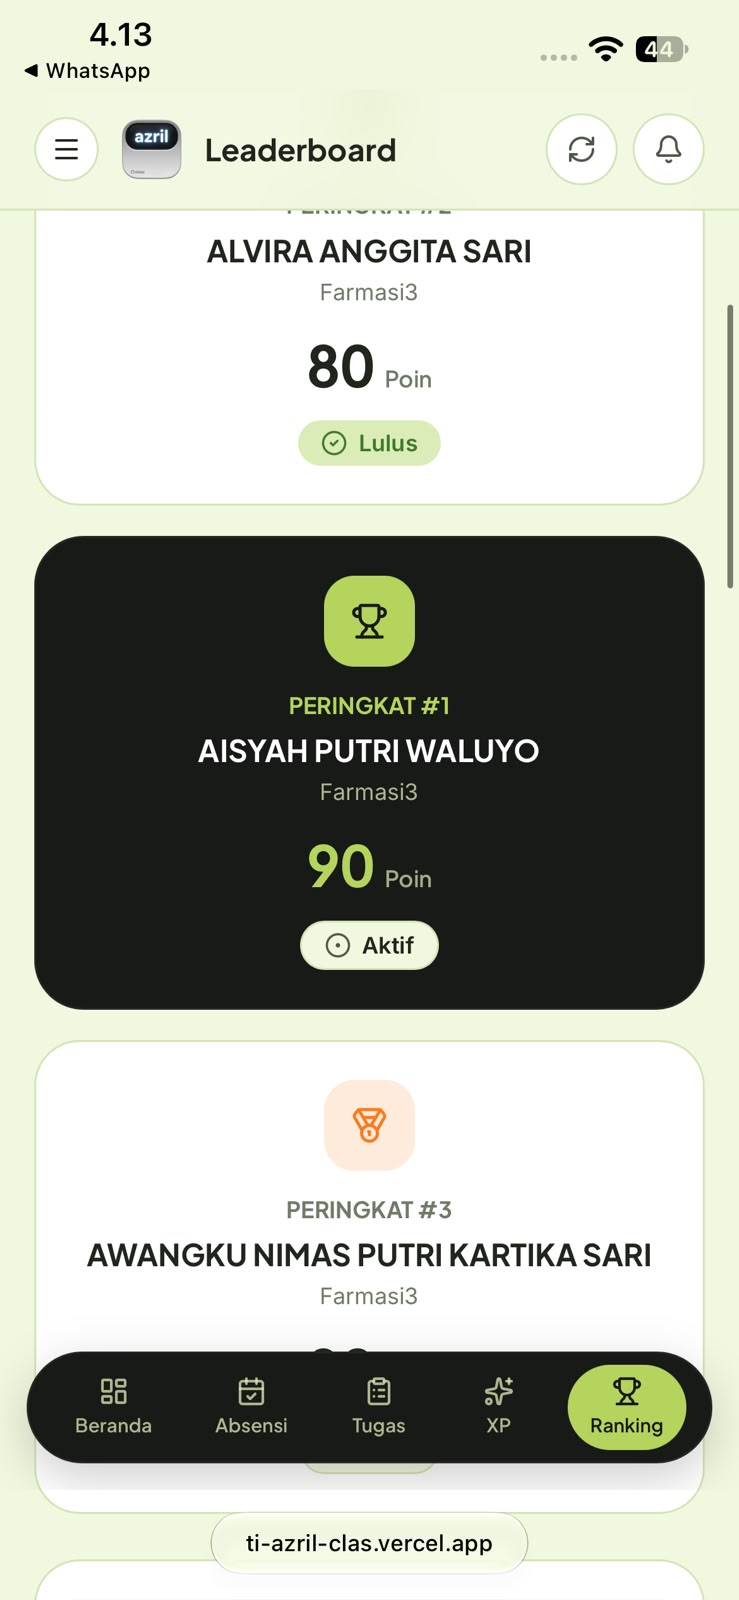 4.13
WhatsApp
44
azril
Leaderboard
PERINGKAT #2
ALVIRA ANGGITA SARI
Farmasi3
80 Poin
Lulus
PERINGKAT #1
AISYAH PUTRI WALUYO
Farmasi3
90 Poin
Aktif
PERINGKAT #3
AWANGKU NIMAS PUTRI KARTIKA SARI
Farmasi3
Beranda
Absensi
Tugas
XP
Ranking
ti-azril-clas.vercel.app